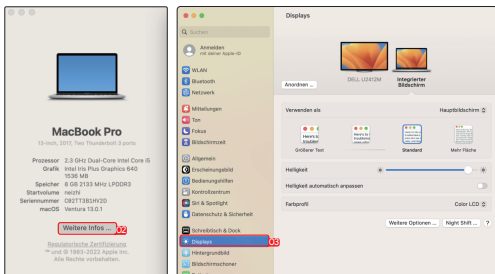 MacBook Pro
13-inch, 2017, Two Thunderbolt 3 ports
Prozessor 2.3 GHz Dual-Core Intel Core i5
Grafik Intel Iris Plus Graphics 640
1536 MB
Speicher 8 GB 2133 MHz LPDDR3
Startvolume neizhi
Seriennummer
macOS Ventura 13.0.1
Weitere Infos ...
02
Regulatorische Zertifizierung
™ und © 1983-2022 Apple Inc.
Alle Rechte vorbehalten.
Suchen
Anmelden
mit deiner Apple-ID
WLAN
Bluetooth
Netzwerk
Mitteilungen
Ton
Fokus
Bildschirmzeit
Allgemein
Erscheinungsbild
Bedienungshilfen
Kontrollzentrum
Siri & Spotlight
Datenschutz & Sicherheit
Schreibtisch & Dock
Displays
03
Hintergrundbild
Bildschirmschoner
Displays
Anordnen ...
DELL U2412M
Integrierter
Bildschirm
Verwenden als
Hauptbildschirm
Größerer Text
Standard
Mehr Fläche
Helligkeit
Helligkeit automatisch anpassen
Farbprofil
Color LCD
Weitere Optionen ...
Night Shift ...
?